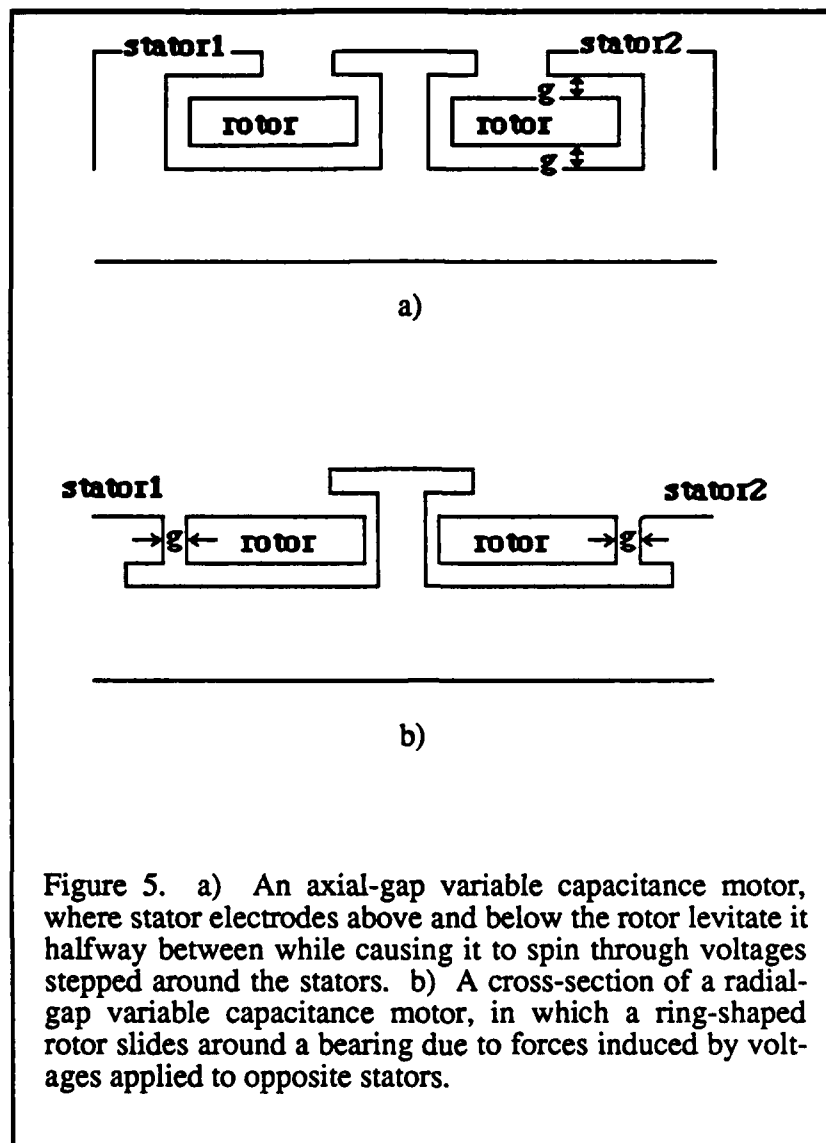 stator1 stator2
g
rotor rotor
g
a)
stator1 stator2
g rotor rotor g
b)
Figure 5. a) An axial-gap variable capacitance motor,
where stator electrodes above and below the rotor levitate it
halfway between while causing it to spin through voltages
stepped around the stators. b) A cross-section of a radial-
gap variable capacitance motor, in which a ring-shaped
rotor slides around a bearing due to forces induced by volt-
ages applied to opposite stators.